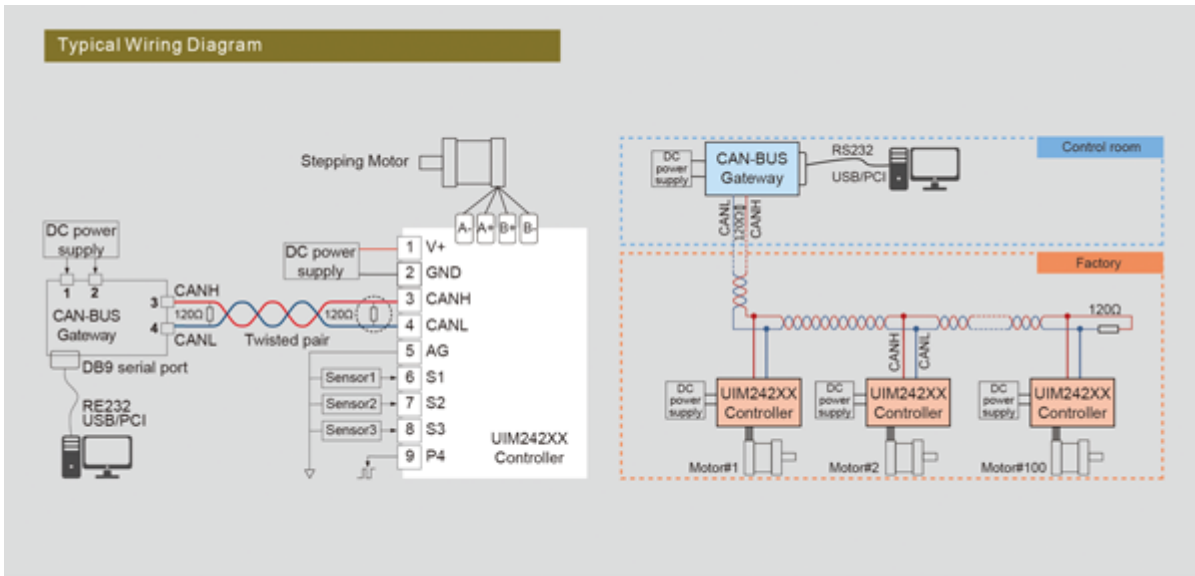 Typical Wiring Diagram
Stepping Motor
A-
A+
B+
B-
DC power
supply
1
2
CAN-BUS
Gateway
3
4
CANH
120Ω
CANL
Twisted pair
120Ω
DB9 serial port
RE232
USB/PCI
DC power
supply
1 V+
2 GND
3 CANH
4 CANL
5 AG
Sensor1
6 S1
Sensor2
7 S2
Sensor3
8 S3
9 P4
UIM242XX
Controller
Control room
DC
power
supply
CAN-BUS
Gateway
RS232
USB/PCI
CANL
120Ω
CANH
Factory
120Ω
CANH
CANL
DC
power
supply
UIM242XX
Controller
Motor#1
DC
power
supply
UIM242XX
Controller
Motor#2
DC
power
supply
UIM242XX
Controller
Motor#100